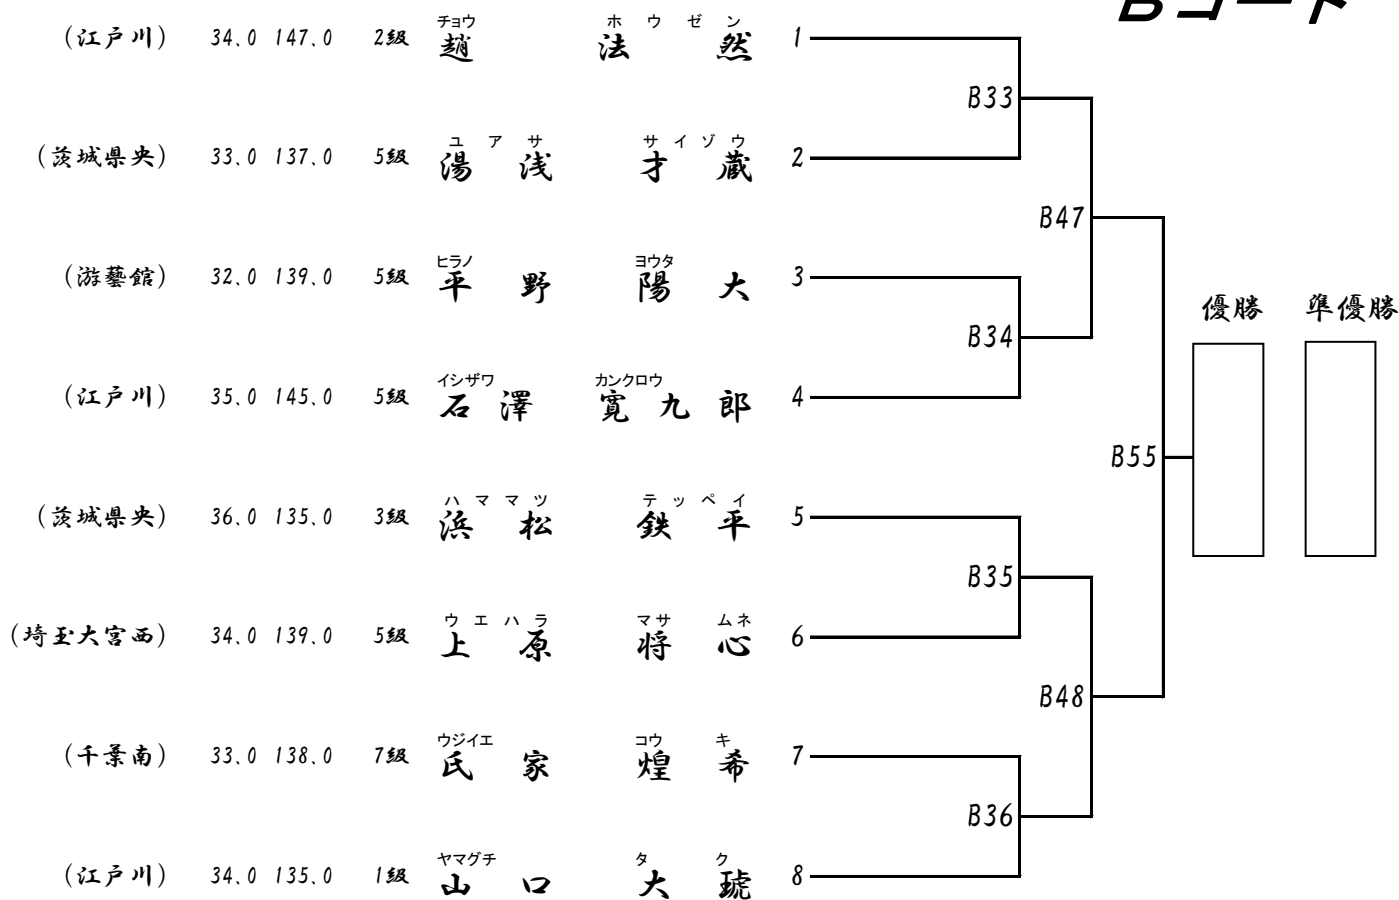 Bコート
チョウ ホウゼン
(江戸川) 34.0 147.0 2級 趙 法然 1
B33
ユアサ サイゾウ
(茨城県央) 33.0 137.0 5級 湯浅 才蔵 2
B47
ヒラノ ヨウタ
(游藝館) 32.0 139.0 5級 平野 陽大 3
優勝 準優勝
B34
イシザワ カンクロウ
(江戸川) 35.0 145.0 5級 石澤 寛九郎 4
B55
ハママツ テッペイ
(茨城県央) 36.0 135.0 3級 浜松 鉄平 5
B35
ウエハラ マサムネ
(埼玉大宮西) 34.0 139.0 5級 上原 将心 6
B48
ウジイエ コウキ
(千葉南) 33.0 138.0 7級 氏家 煌希 7
B36
ヤマグチ タク
(江戸川) 34.0 135.0 1級 山口 大琥 8